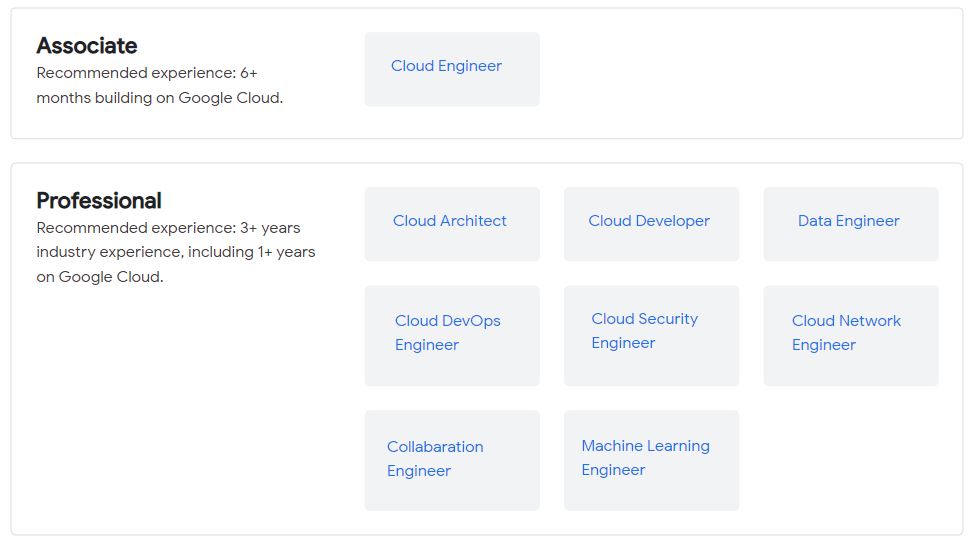 Associate
Recommended experience: 6+
months building on Google Cloud.
Cloud Engineer
Professional
Recommended experience: 3+ years
industry experience, including 1+ years
on Google Cloud.
Cloud Architect
Cloud Developer
Data Engineer
Cloud DevOps
Engineer
Cloud Security
Engineer
Cloud Network
Engineer
Collabaration
Engineer
Machine Learning
Engineer